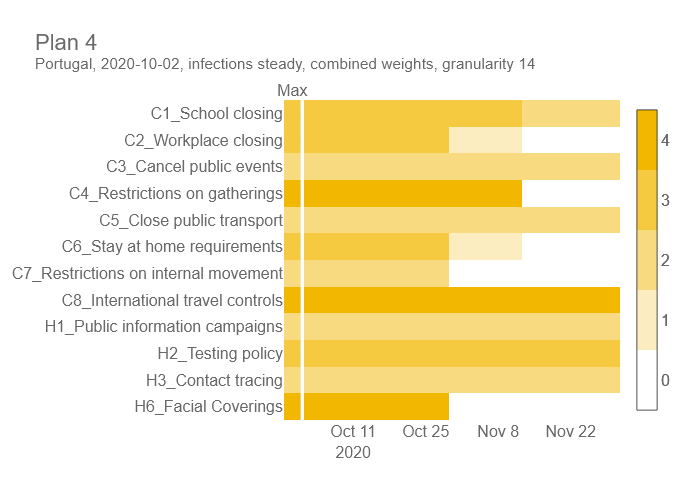 Plan 4
Portugal, 2020-10-02, infections steady, combined weights, granularity 14
Max
C1_School closing
C2_Workplace closing
C3_Cancel public events
C4_Restrictions on gatherings
C5_Close public transport
C6_Stay at home requirements
C7_Restrictions on internal movement
C8_International travel controls
H1_Public information campaigns
H2_Testing policy
H3_Contact tracing
H6_Facial Coverings
4
3
2
1
0
Oct 11 Oct 25 Nov 8 Nov 22
2020